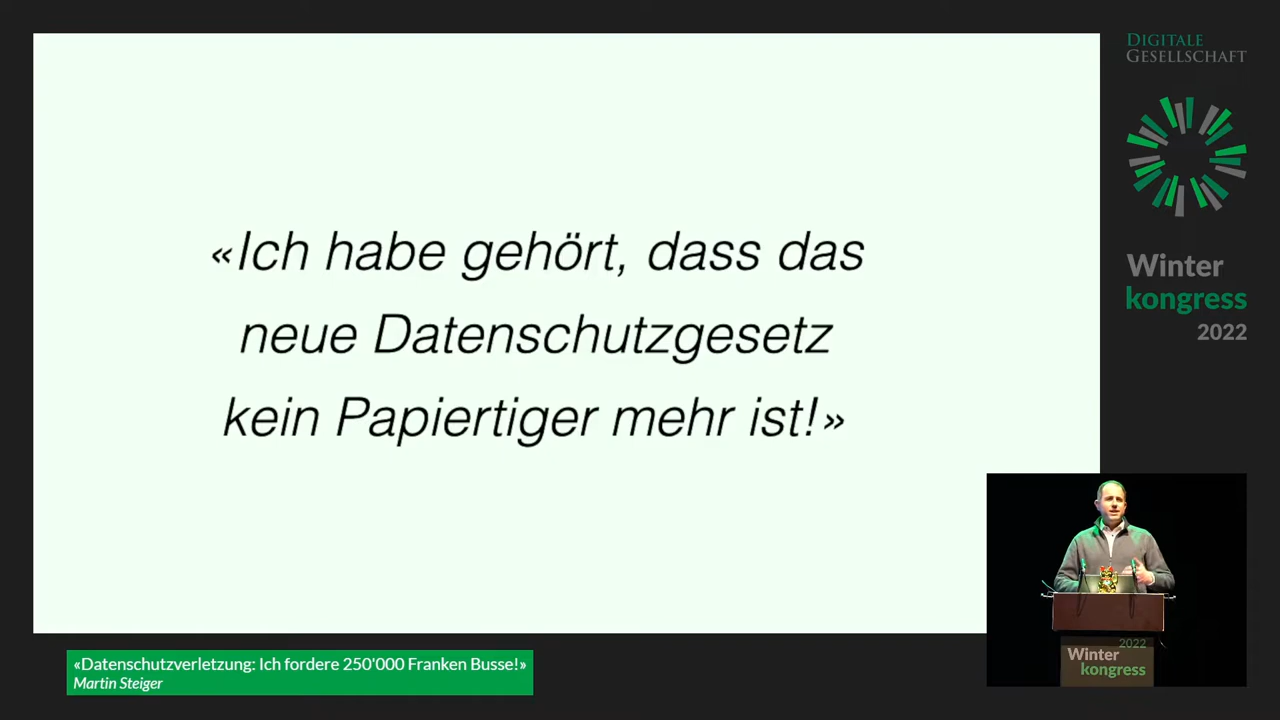 «Ich habe gehört, dass das
neue Datenschutzgesetz
kein Papiertiger mehr ist!»
DIGITALE
GESELLSCHAFT
Winter
kongress
2022
2022
Winter
kongress
«Datenschutzverletzung: Ich fordere 250'000 Franken Busse!»
Martin Steiger